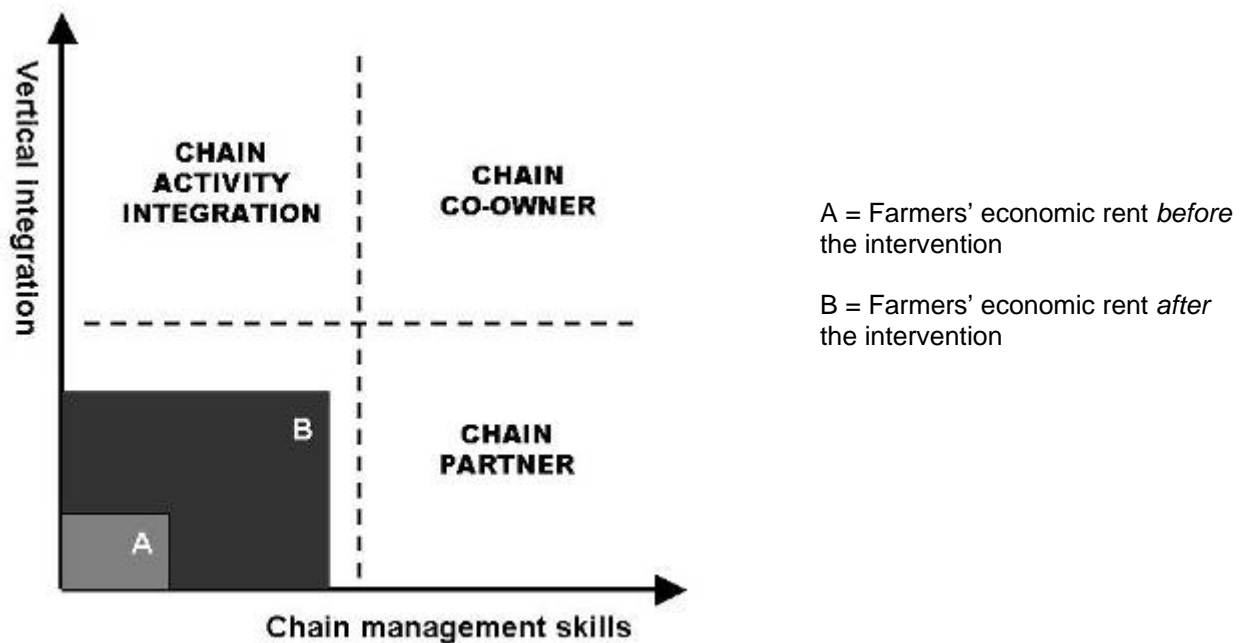 Vertical Integration
CHAIN
ACTIVITY
INTEGRATION
CHAIN
CO-OWNER
B
A
CHAIN
PARTNER
Chain management skills
A = Farmers’ economic rent before
the intervention
B = Farmers’ economic rent after
the intervention